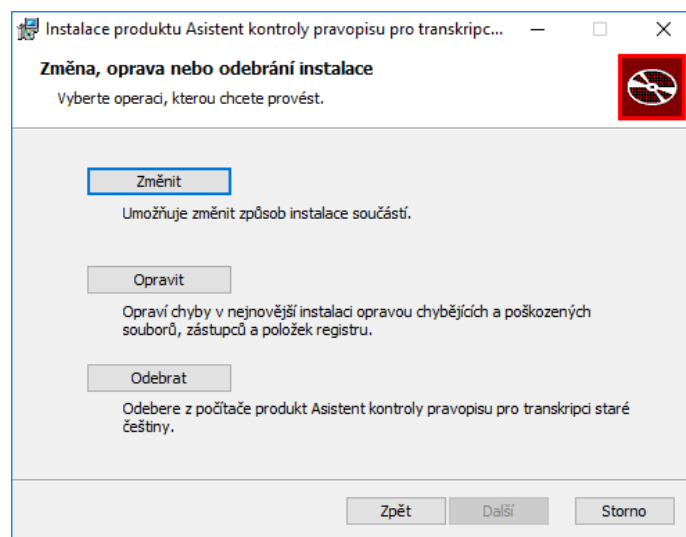 Instalace produktu Asistent kontroly pravopisu pro transkripc...
Změna, oprava nebo odebrání instalace
Vyberte operaci, kterou chcete provést.
Změnit
Umožňuje změnit způsob instalace součástí.
Opravit
Opraví chyby v nejnovější instalaci opravou chybějících a poškozených
souborů, zástupců a položek registru.
Odebrat
Odebere z počítače produkt Asistent kontroly pravopisu pro transkripci staré
češtiny.
Zpět
Další
Storno